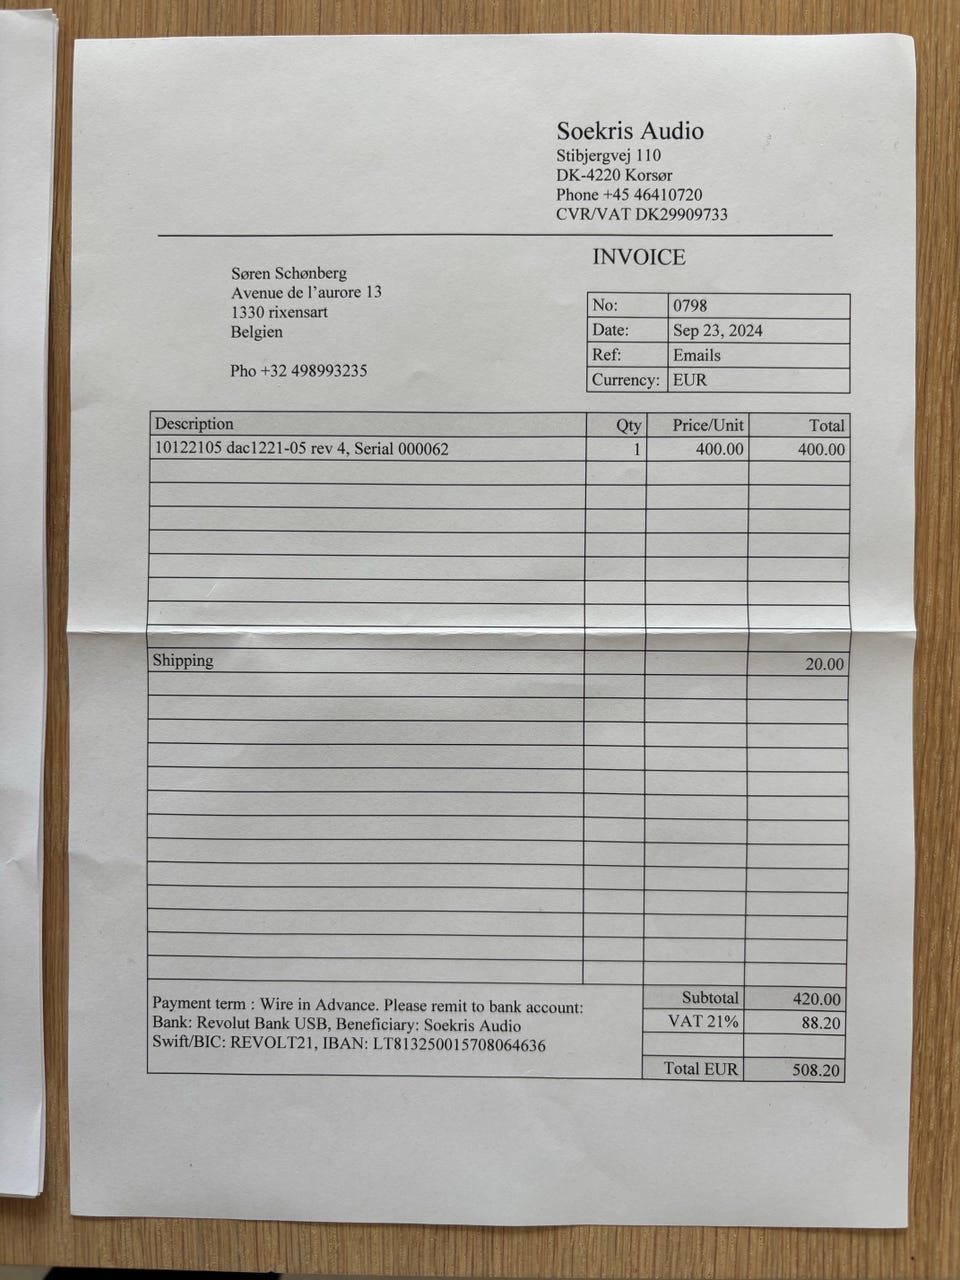 Soekris Audio
Stibjergvej 110
DK-4220 Korsør
Phone +45 46410720
CVR/VAT DK29909733
INVOICE
Søren Schønberg
Avenue de l'aurore 13
1330 rixensart
Belgien
Pho +32 498993235
No: 0798
Date: Sep 23, 2024
Ref: Emails
Currency: EUR
Description Qty Price/Unit Total
10122105 dac1221-05 rev 4, Serial 000062 1 400.00 400.00
Shipping 20.00
Payment term : Wire in Advance. Please remit to bank account:
Bank: Revolut Bank USB, Beneficiary: Soekris Audio
Swift/BIC: REVOLT21, IBAN: LT813250015708064636
Subtotal 420.00
VAT 21% 88.20
Total EUR 508.20